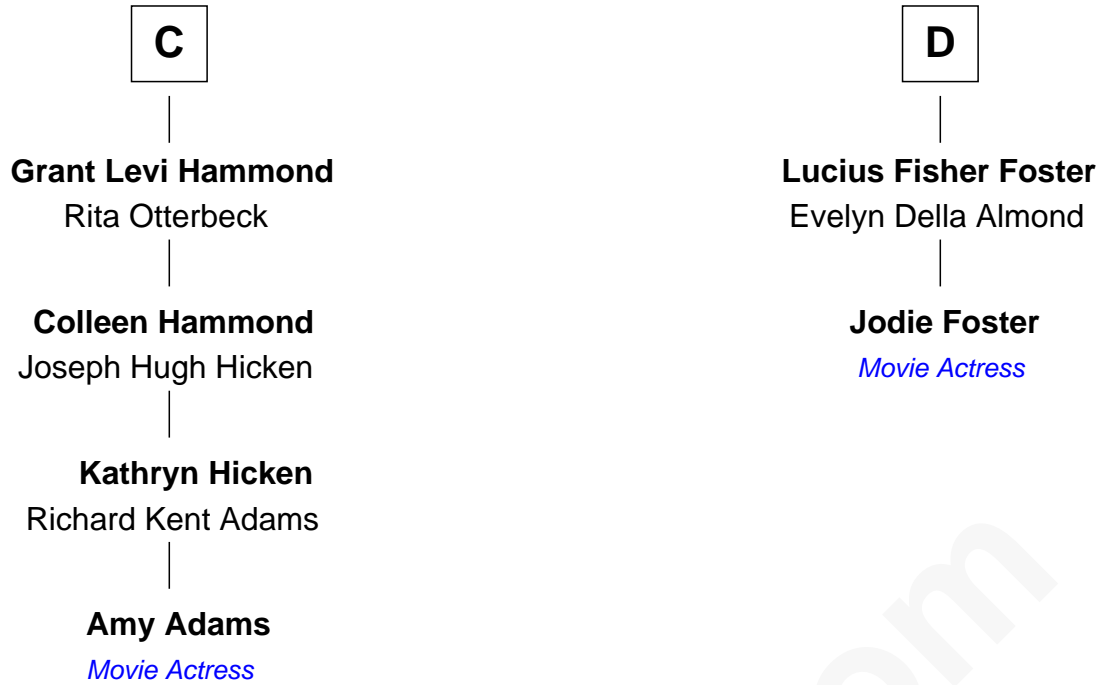 C
Grant Levi Hammond
Rita Otterbeck
Colleen Hammond
Joseph Hugh Hicken
Kathryn Hicken
Richard Kent Adams
Amy Adams
Movie Actress
D
Lucius Fisher Foster
Evelyn Della Almond
Jodie Foster
Movie Actress
om